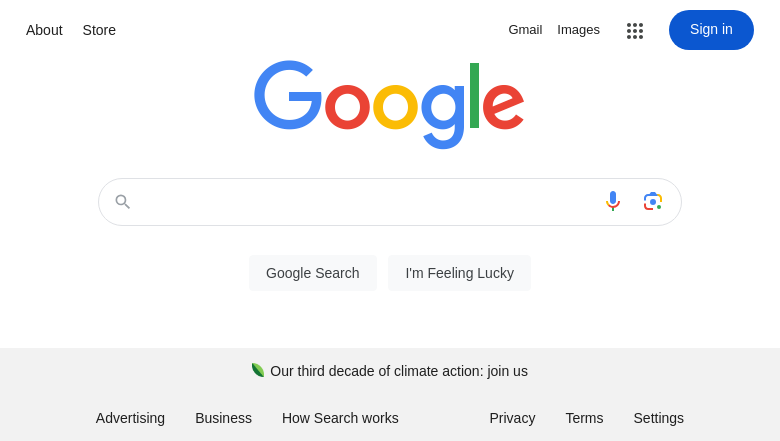 About Store Gmail Images Sign in
Google
Google Search I'm Feeling Lucky
Our third decade of climate action: join us
Advertising Business How Search works Privacy Terms Settings